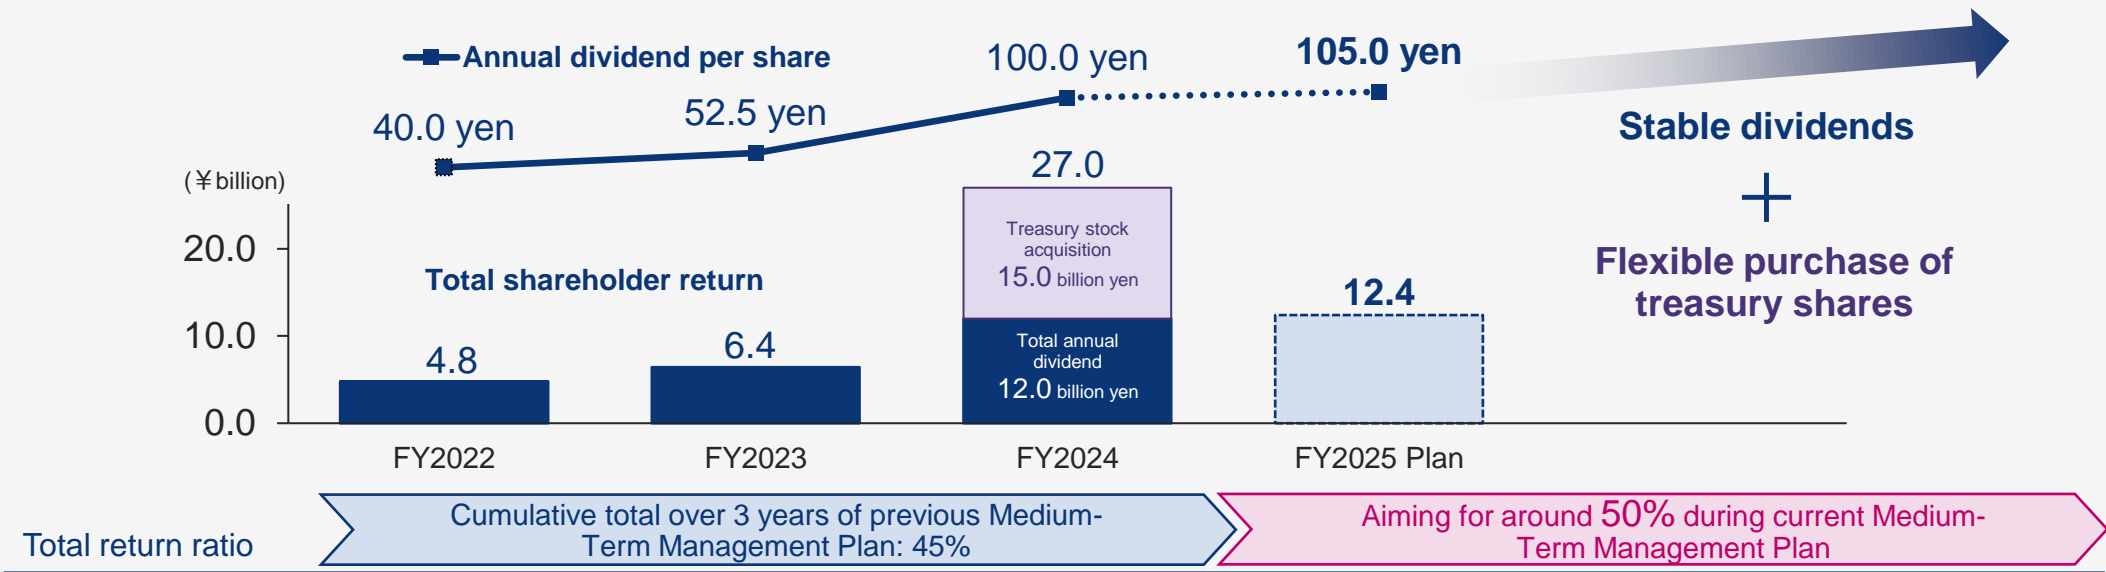 Annual dividend per share
40.0 yen
52.5 yen
100.0 yen
105.0 yen
(¥billion)
20.0
10.0
0.0
Total shareholder return
4.8
6.4
27.0
Treasury stock
acquisition
15.0 billion yen
Total annual
dividend
12.0 billion yen
12.4
FY2022
FY2023
FY2024
FY2025 Plan
Stable dividends
+
Flexible purchase of
treasury shares
Total return ratio
Cumulative total over 3 years of previous Medium-
Term Management Plan: 45%
Aiming for around 50% during current Medium-
Term Management Plan